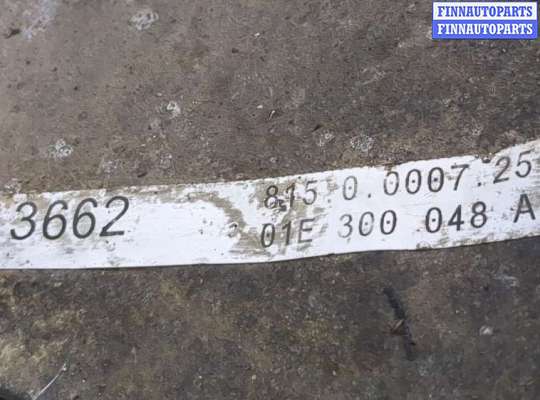 FINNAUTOPARTS
FINNAUTOPARTS
815 0.0007.25
3662
01E 300 048 A